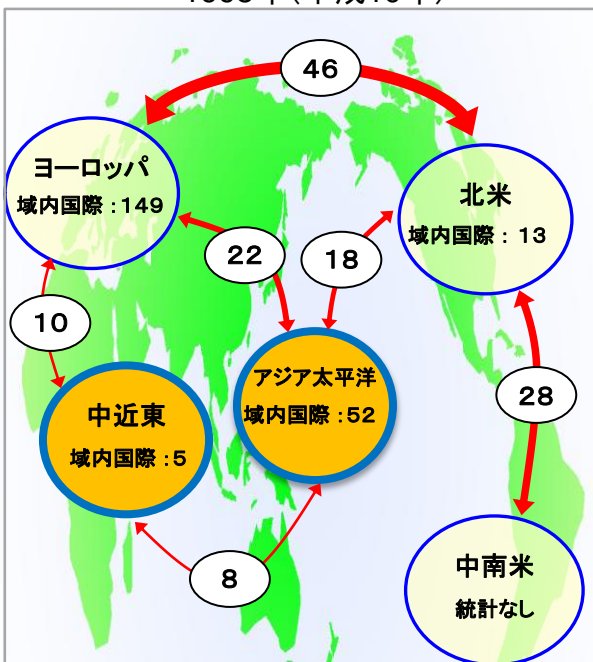 46
ヨーロッパ
域内国際：149
北米
域内国際：13
22
18
10
アジア太平洋
域内国際：52
中近東
域内国際：5
28
8
中南米
統計なし